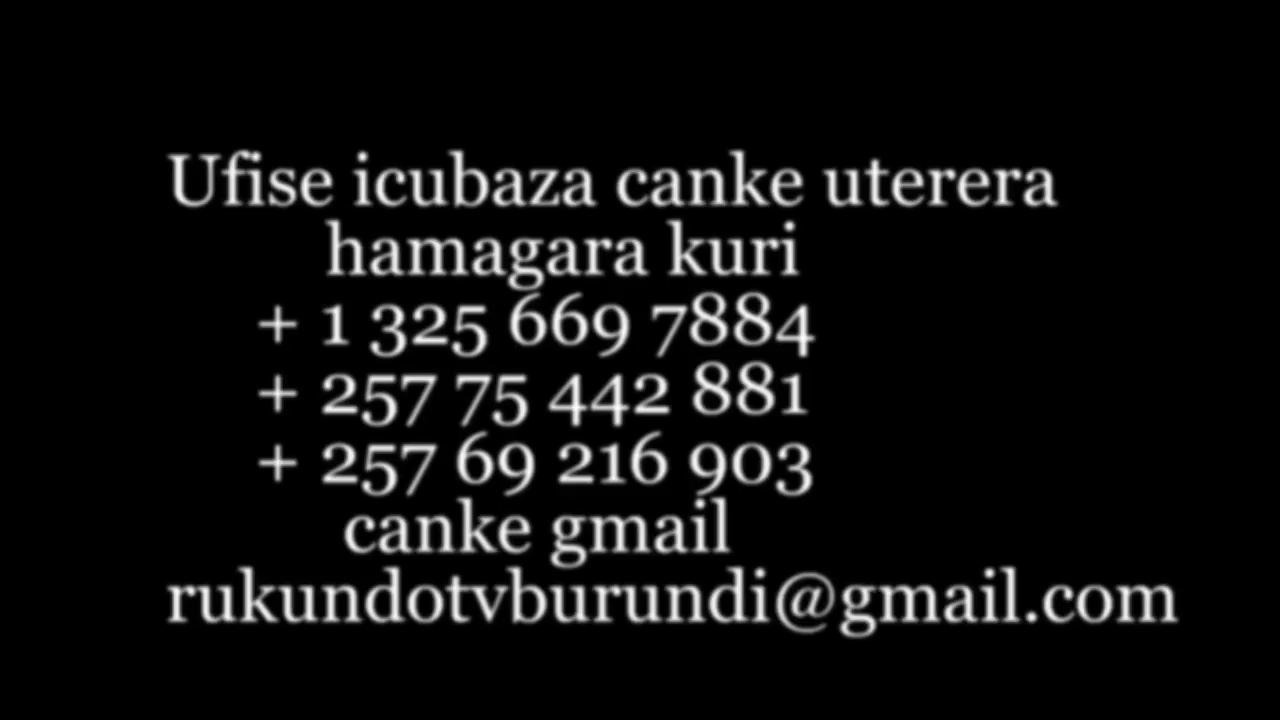 Ufise icubaza canke uterera
hamagara kuri
+ 1 325 669 7884
+ 257 75 442 881
+ 257 69 216 903
canke gmail
rukundotvburundi@gmail.com